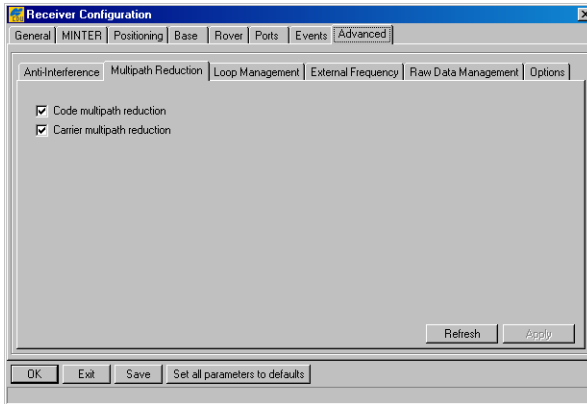 Receiver Configuration
General MINTER Positioning Base Rover Ports Events Advanced
Anti-Interference Multipath Reduction Loop Management External Frequency Raw Data Management Options
Code multipath reduction
Carrier multipath reduction
Refresh Apply
OK Exit Save Set all parameters to defaults